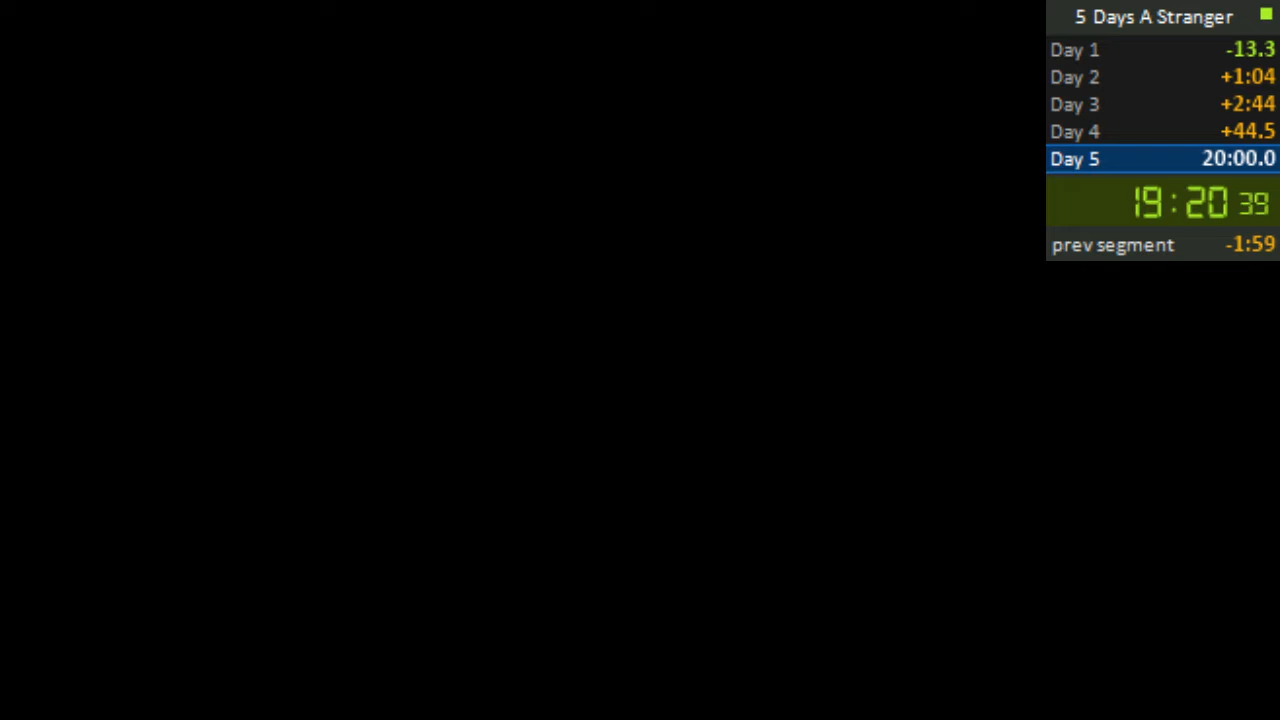 5 Days A Stranger
Day 1 -13.3
Day 2 +1:04
Day 3 +2:44
Day 4 +44.5
Day 5 20:00.0
19:20 39
prev segment -1:59